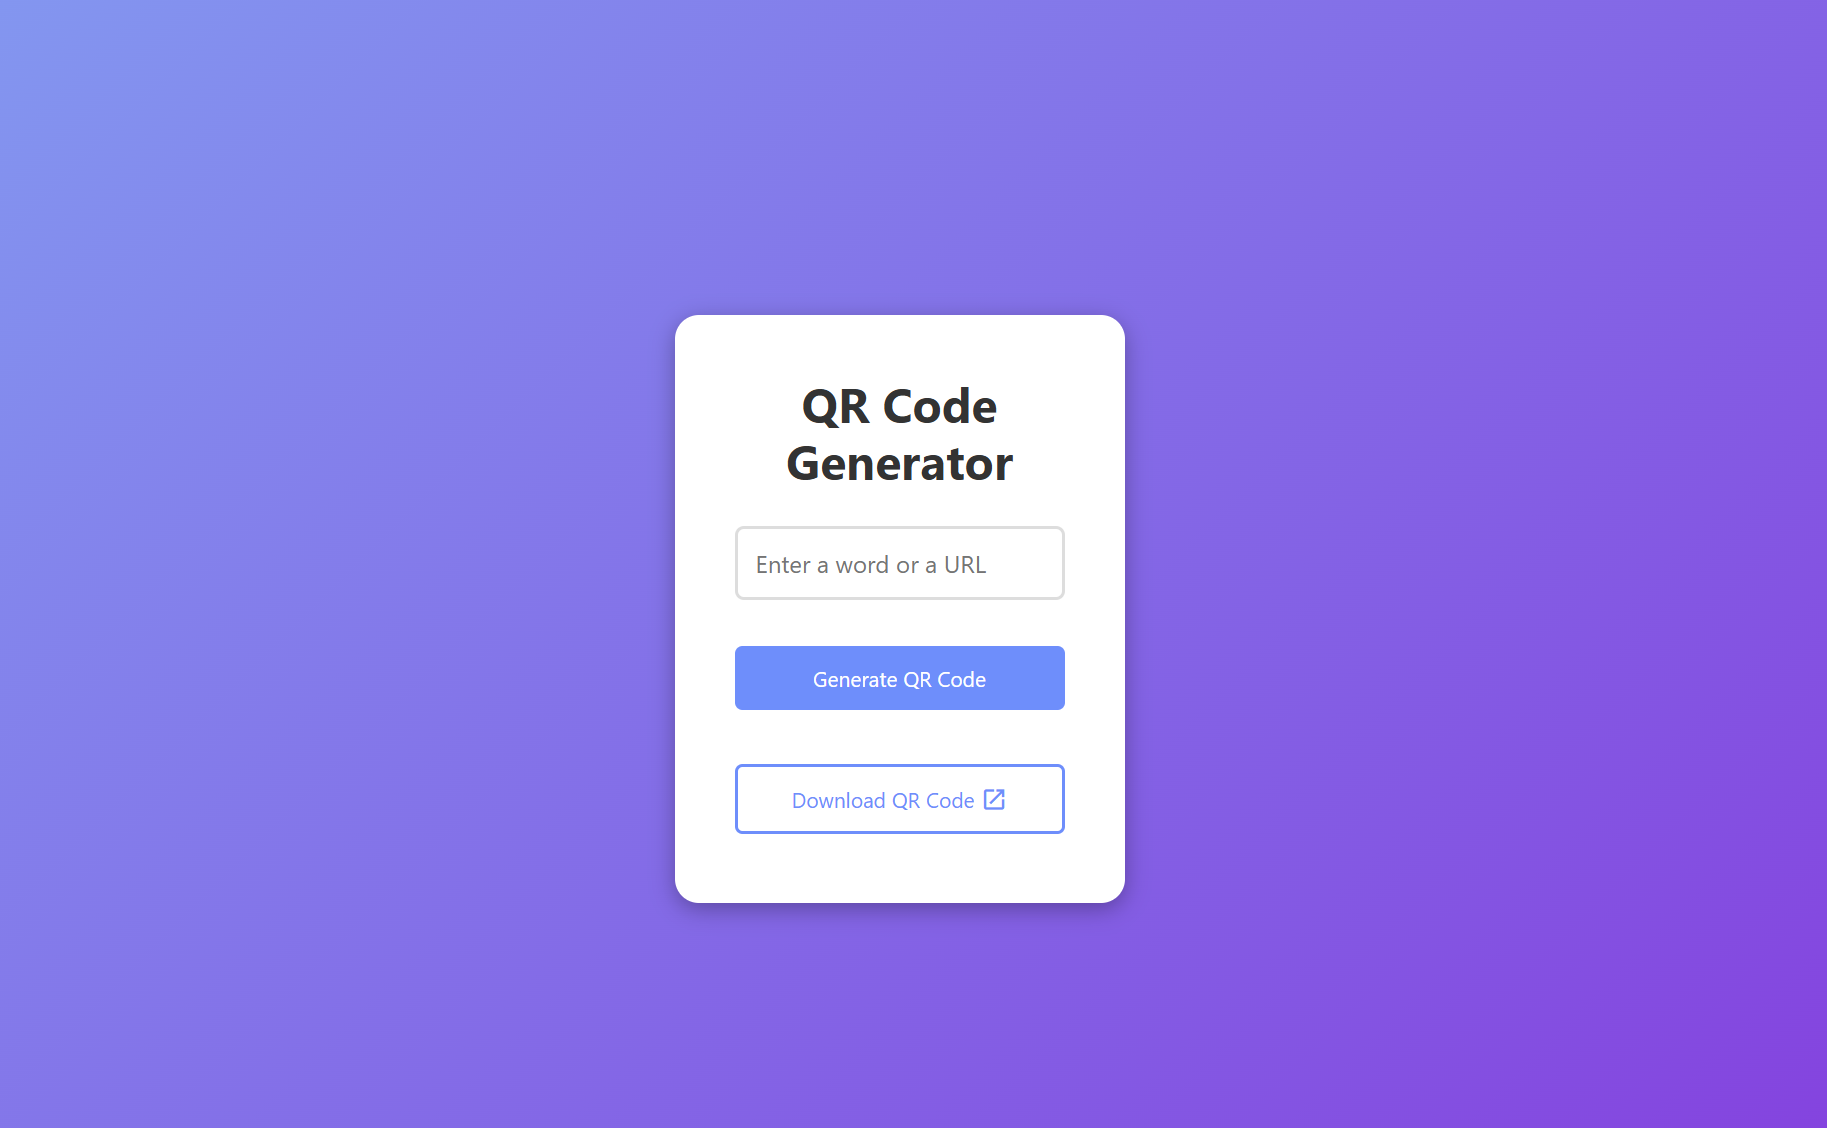 QR Code
Generator
Enter a word or a URL
Generate QR Code
Download QR Code